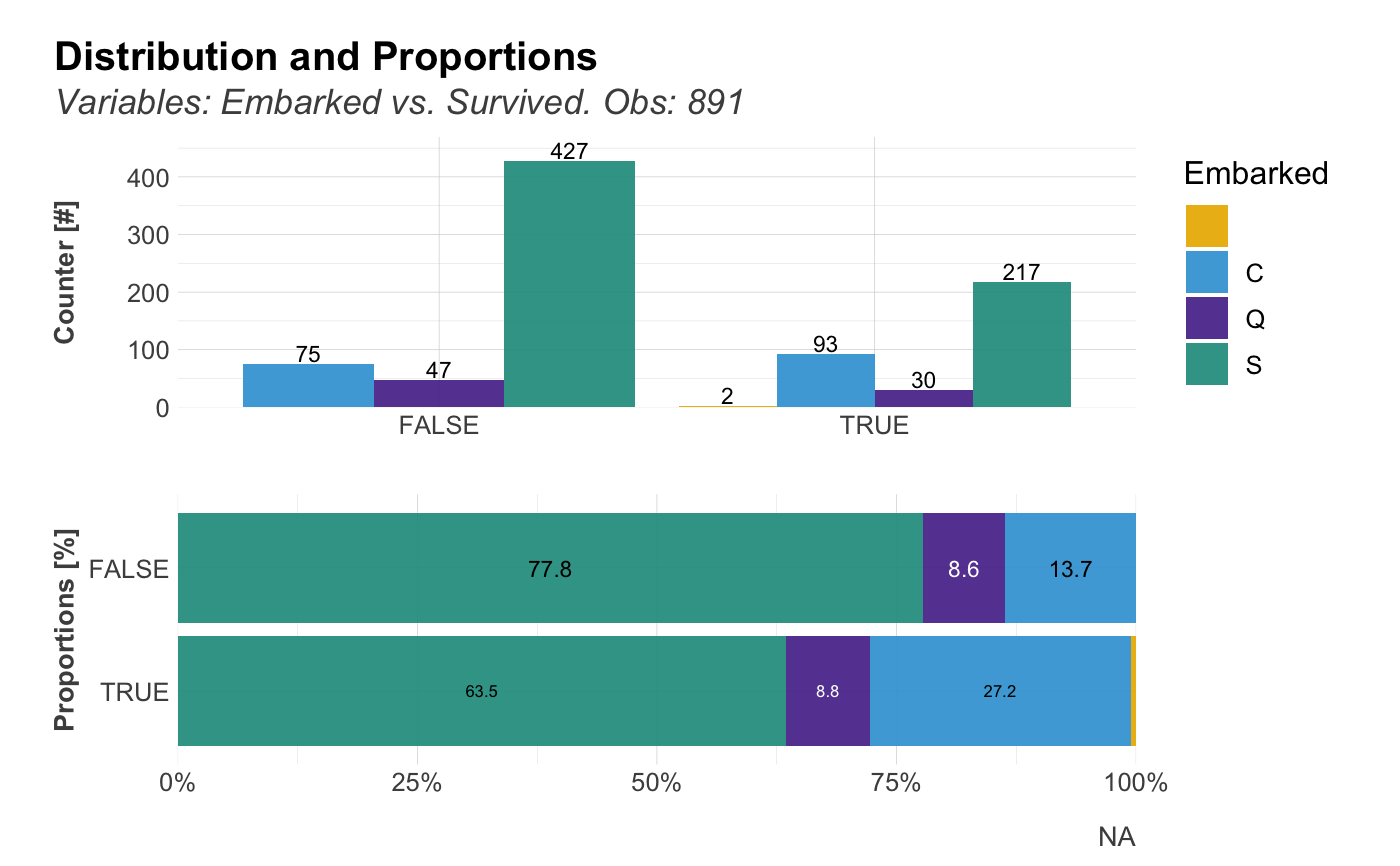 Distribution and Proportions
Variables: Embarked vs. Survived. Obs: 891
Counter [#]
400
300
200
100
0
427
75
47
2
93
30
217
FALSE
TRUE
Embarked
C
Q
S
Proportions [%]
FALSE
77.8
8.6
13.7
TRUE
63.5
8.8
27.2
0%
25%
50%
75%
100%
NA